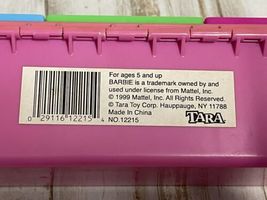 For ages 5 and up
BARBIE is a trademark owned by and
used under license from Mattel, Inc.
© 1999 Mattel, Inc. All Rights Reserved.
© Tara Toy Corp. Hauppauge, NY 11788
Made In China
NO.12215
TARA
0 29116 12215 4